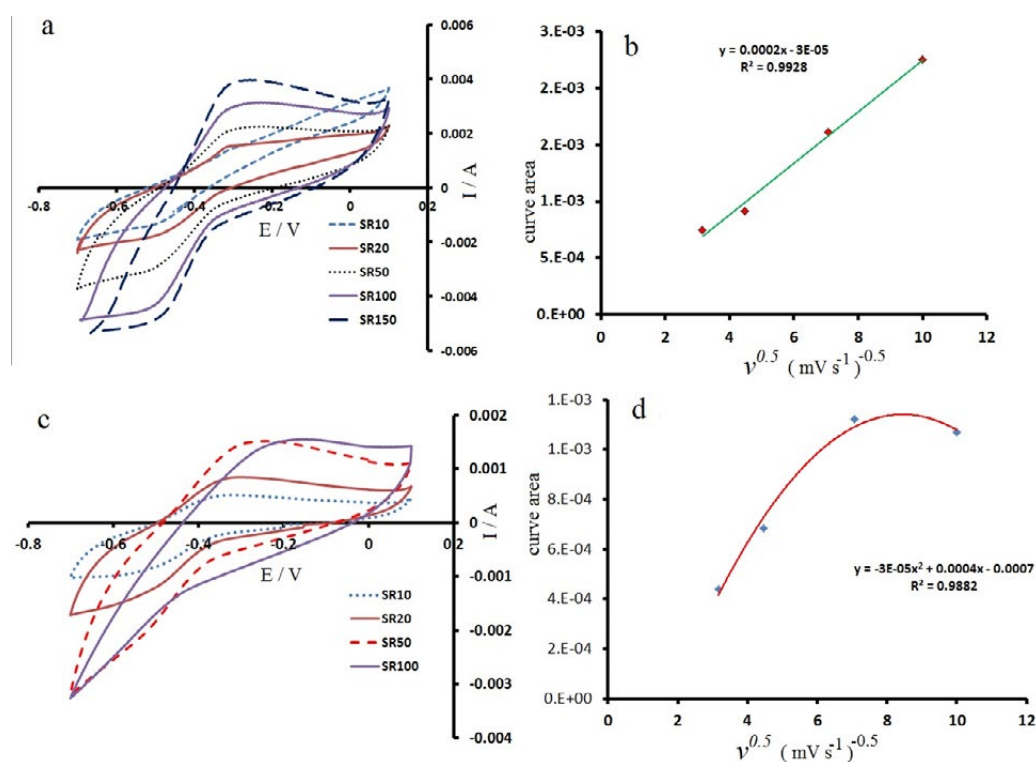 a
0.006
0.004
0.002
0
-0.002
-0.004
-0.006
I / A
-0.8 -0.6 -0.4 -0.2 0 0.2
E / V
SR10
SR20
SR50
SR100
SR150
b
y = 0.0002x - 3E-05
R² = 0.9928
3.E-03
2.E-03
2.E-03
1.E-03
5.E-04
0.E+00
curve area
0 2 4 6 8 10 12
v^0.5 ( mV s^-1)^-0.5
c
0.002
0.001
0
-0.001
-0.002
-0.003
-0.004
I / A
-0.8 -0.6 -0.4 -0.2 0 0.2
E / V
SR10
SR20
SR50
SR100
d
1.E-03
1.E-03
8.E-04
6.E-04
4.E-04
2.E-04
0.E+00
curve area
y = -3E-05x² + 0.0004x - 0.0007
R² = 0.9882
0 2 4 6 8 10 12
v^0.5 ( mV s^-1)^-0.5